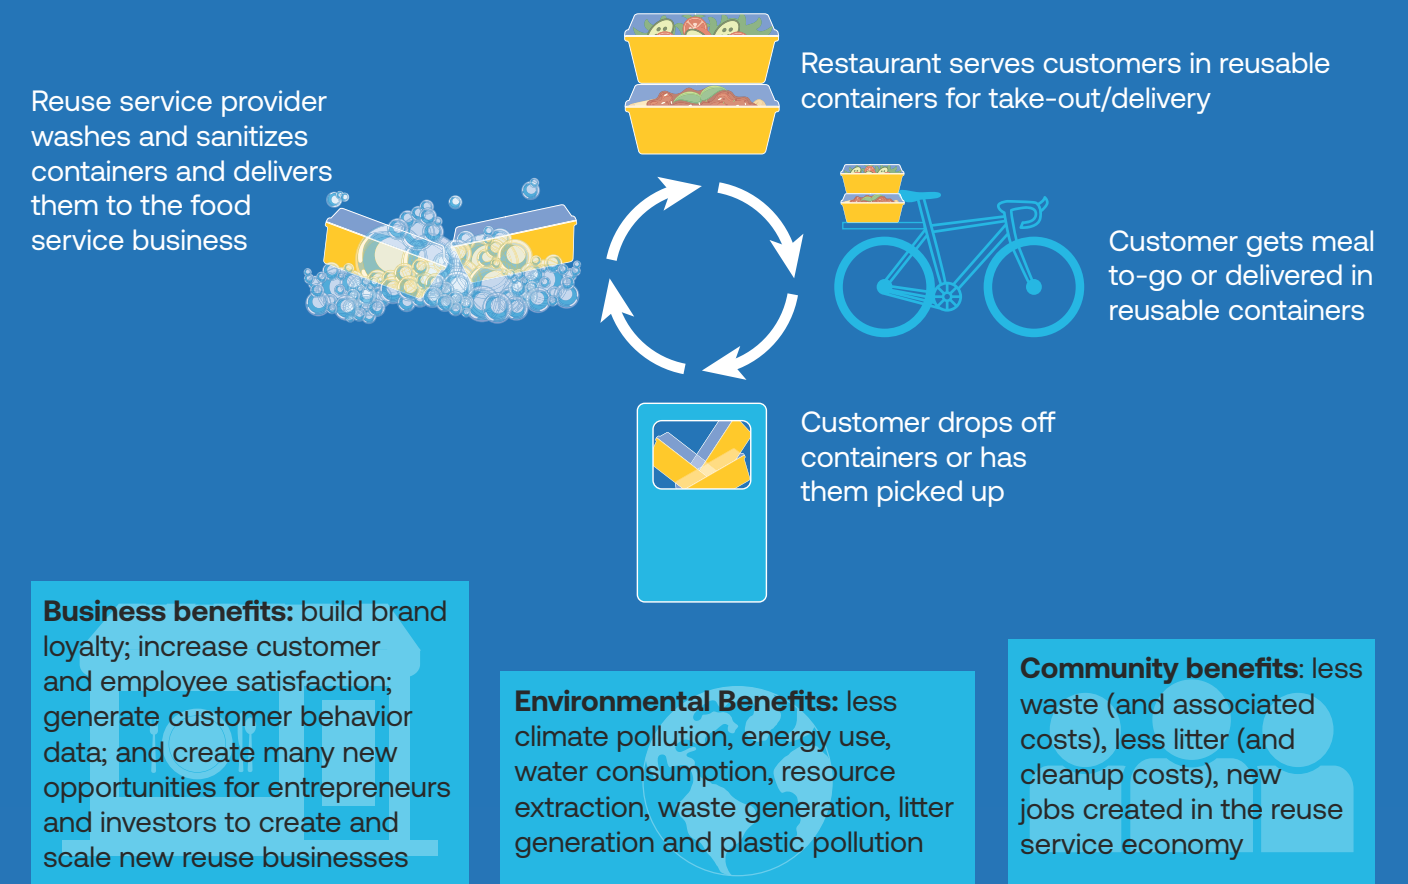 Restaurant serves customers in reusable
containers for take-out/delivery
Reuse service provider
washes and sanitizes
containers and delivers
them to the food
service business
Customer gets meal
to-go or delivered in
reusable containers
Customer drops off
containers or has
them picked up
Business benefits: build brand
loyalty; increase customer
and employee satisfaction;
generate customer behavior
data; and create many new
opportunities for entrepreneurs
and investors to create and
scale new reuse businesses
Environmental Benefits: less
climate pollution, energy use,
water consumption, resource
extraction, waste generation, litter
generation and plastic pollution
Community benefits: less
waste (and associated
costs), less litter (and
cleanup costs), new
jobs created in the reuse
service economy